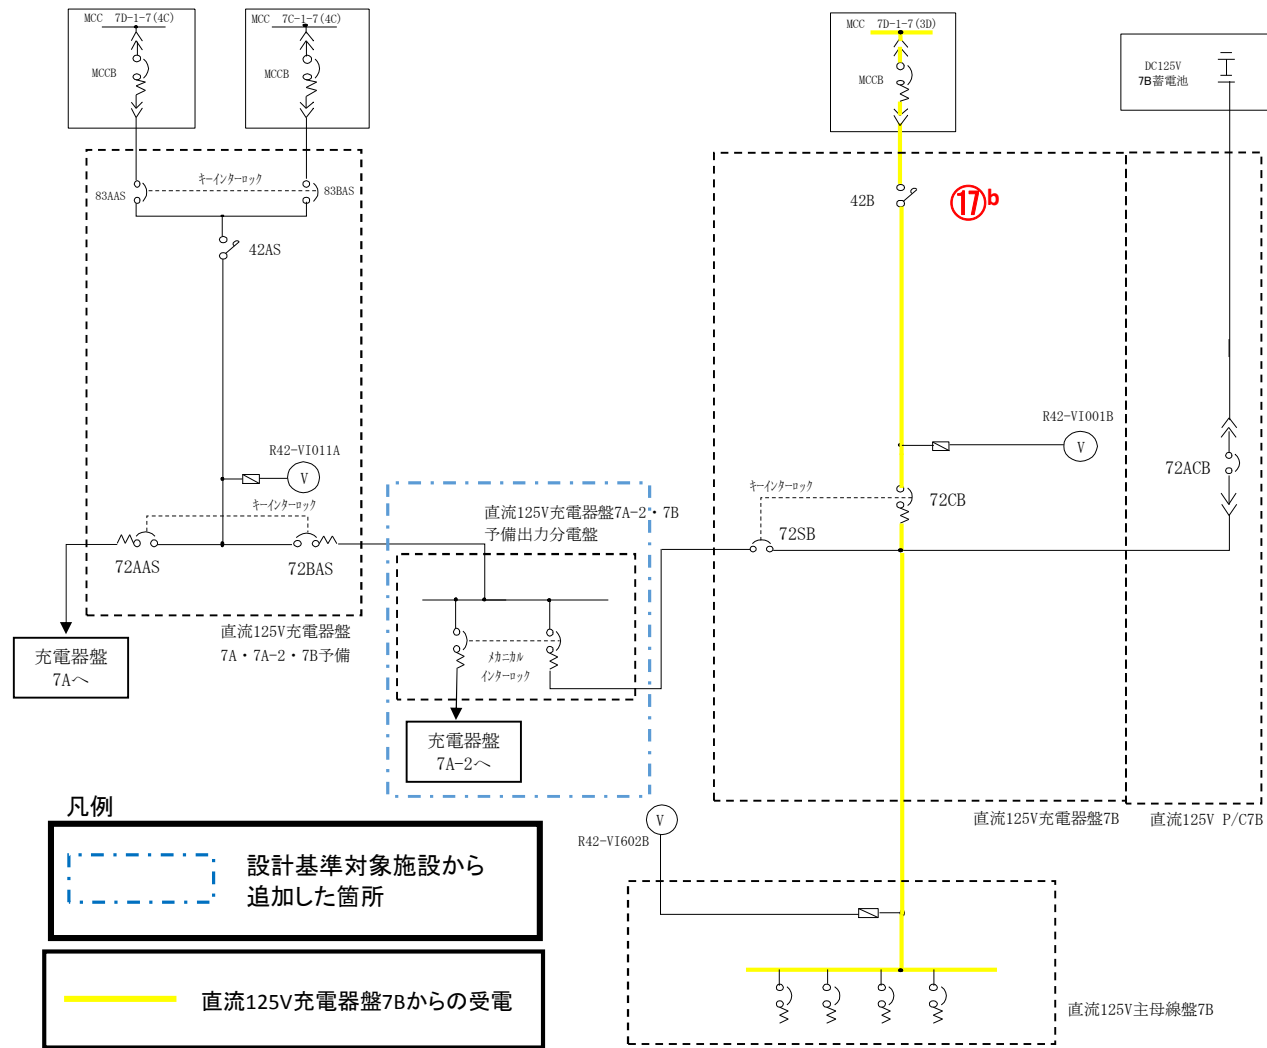 MCC 7D-1-7(4C)
MCCB
MCC 7C-1-7(4C)
MCCB
MCC 7D-1-7(3D)
MCCB
DC125V
7B蓄電池
83AAS
キーインターロック
83BAS
42AS
42B
⑰b
R42-VI011A
V
キーインターロック
72AAS
72BAS
直流125V充電器盤
7A・7A-2・7B予備
充電器盤
7Aへ
直流125V充電器盤7A-2・7B
予備出力分電盤
メカニカル
インターロック
充電器盤
7A-2へ
R42-VI001B
V
キーインターロック
72CB
72SB
72ACB
直流125V充電器盤7B
直流125V P/C7B
V
R42-VI602B
直流125V主母線盤7B
凡例
設計基準対象施設から
追加した箇所
直流125V充電器盤7Bからの受電